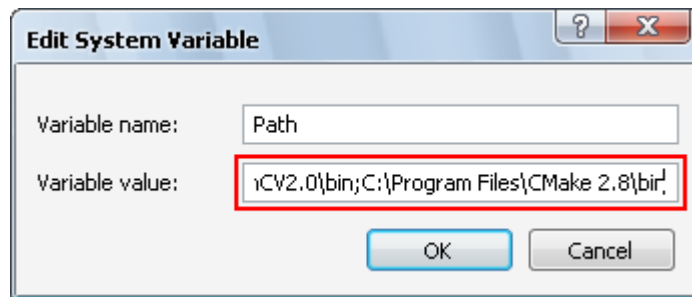 Edit System Variable
Variable name: Path
Variable value: CV2.0\bin;C:\Program Files\CMake 2.8\bin;
OK Cancel